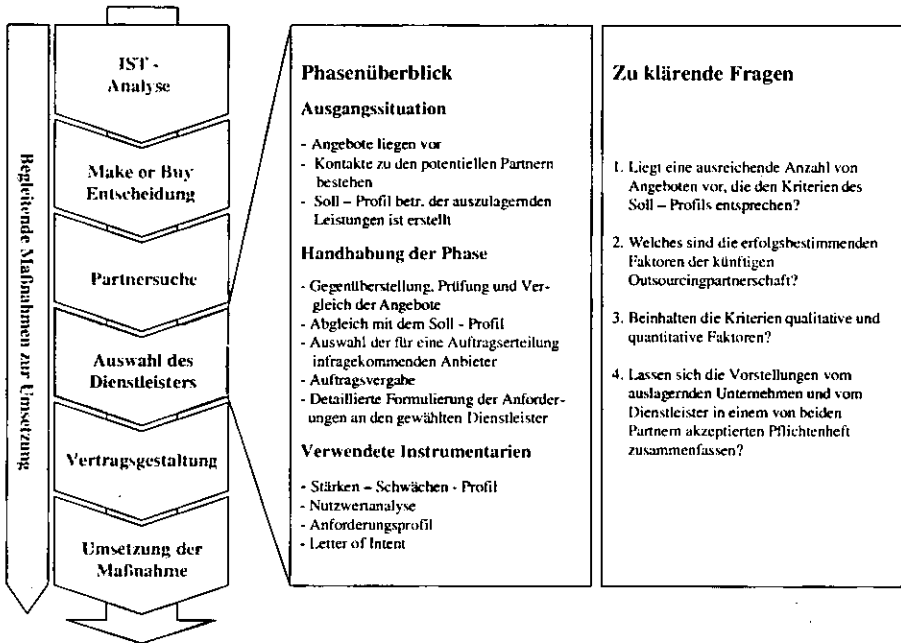 Begleitende Maßnahmen zur Umsetzung
IST -
Analyse
Make or Buy
Entscheidung
Partnersuche
Auswahl des
Dienstleisters
Vertragsgestaltung
Umsetzung der
Maßnahme
Phasenüberblick
Ausgangssituation
- Angebote liegen vor
- Kontakte zu den potentiellen Partnern
bestehen
- Soll – Profil betr. der auszulagernden
Leistungen ist erstellt
Handhabung der Phase
- Gegenüberstellung, Prüfung und Ver-
gleich der Angebote
- Abgleich mit dem Soll - Profil
- Auswahl der für eine Auftragserteilung
infragekommenden Anbieter
- Auftragsvergabe
- Detaillierte Formulierung der Anforder-
ungen an den gewählten Dienstleister
Verwendete Instrumentarien
- Stärken – Schwächen - Profil
- Nutzwertanalyse
- Anforderungsprofil
- Letter of Intent
Zu klärende Fragen
1. Liegt eine ausreichende Anzahl von
Angeboten vor, die den Kriterien des
Soll – Profils entsprechen?
2. Welches sind die erfolgsbestimmenden
Faktoren der künftigen
Outsourcingpartnerschaft?
3. Beinhalten die Kriterien qualitative und
quantitative Faktoren?
4. Lassen sich die Vorstellungen vom
auslagernden Unternehmen und vom
Dienstleister in einem von beiden
Partnern akzeptierten Pflichtenheft
zusammenfassen?